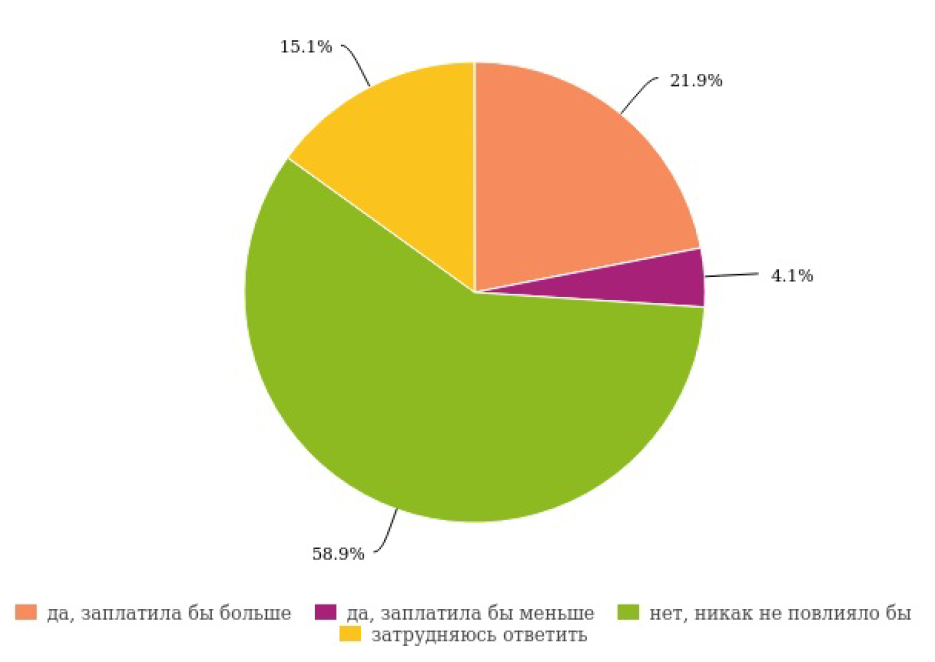 15.1%
21.9%
4.1%
58.9%
да, заплатила бы больше да, заплатила бы меньше нет, никак не повлияло бы
затрудняюсь ответить